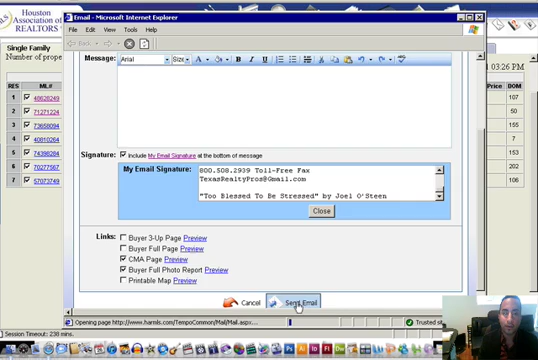 Houston
Association of
REALTORS
Email - Microsoft Internet Explorer
File Edit View Tools Help
Back
Single Family
Number of prope
03:26 PM
RES ML# Price DOM
1 48628249 107
2 71271224 50
3 73658094 155
4 40810264 7
5 74398284 153
6 70277567 202
7 57073749 106
Message: Arial Size
Signature: Include My Email Signature at the bottom of message
My Email Signature:
800.508.2939 Toll-Free Fax
TexasRealtyPros@Gmail.com
"Too Blessed To Be Stressed" by Joel O'Steen
Close
Links: Buyer 3-Up Page Preview
Buyer Full Page Preview
CMA Page Preview
Buyer Full Photo Report Preview
Printable Map Preview
Cancel Send Email
Opening page http://www.harmls.com/TempoCommon/Mail/Mail.aspx... Trusted s
Session Timeout: 238 mins.